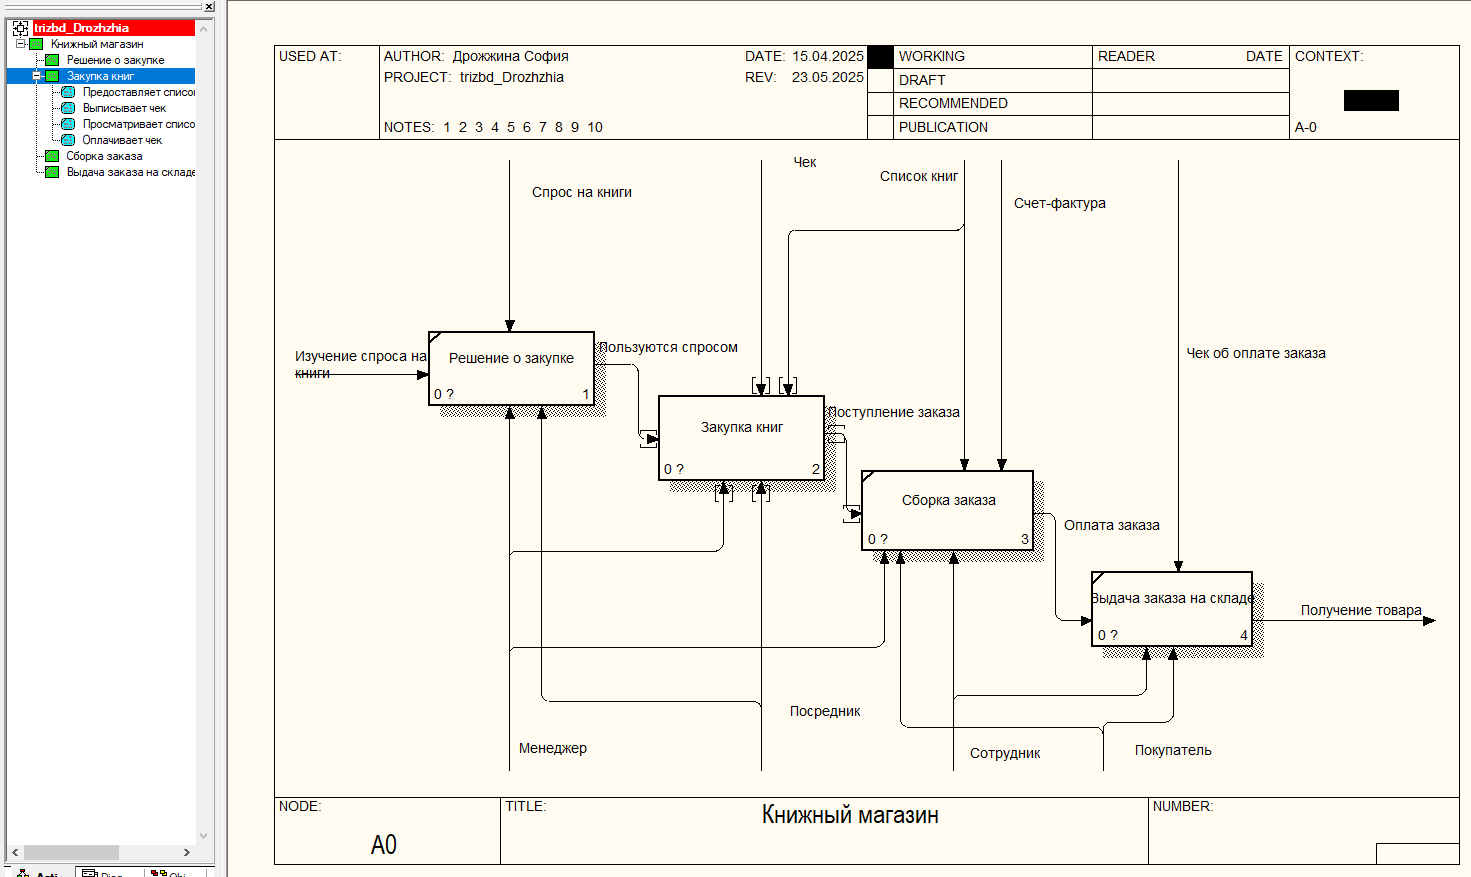 trizbd_Drozhzhia
Книжный магазин
Решение о закупке
Закупка книг
Предоставляет списо
Выписывает чек
Просматривает списо
Оплачивает чек
Сборка заказа
Выдача заказа на складе
USED AT:
AUTHOR: Дрожкина София
DATE: 15.04.2025
PROJECT: trizbd_Drozhzhia
REV: 23.05.2025
NOTES: 1 2 3 4 5 6 7 8 9 10
WORKING
DRAFT
RECOMMENDED
PUBLICATION
READER DATE
CONTEXT:
A-0
Чек
Список книг
Спрос на книги
Счет-фактура
Изучение спроса на
книги
Решение о закупке
0 ? 1
Пользуются спросом
Чек об оплате заказа
Закупка книг
0 ? 2
Поступление заказа
Сборка заказа
0 ? 3
Оплата заказа
Выдача заказа на складе
0 ? 4
Получение товара
Посредник
Менеджер
Сотрудник
Покупатель
NODE:
A0
TITLE:
Книжный магазин
NUMBER: